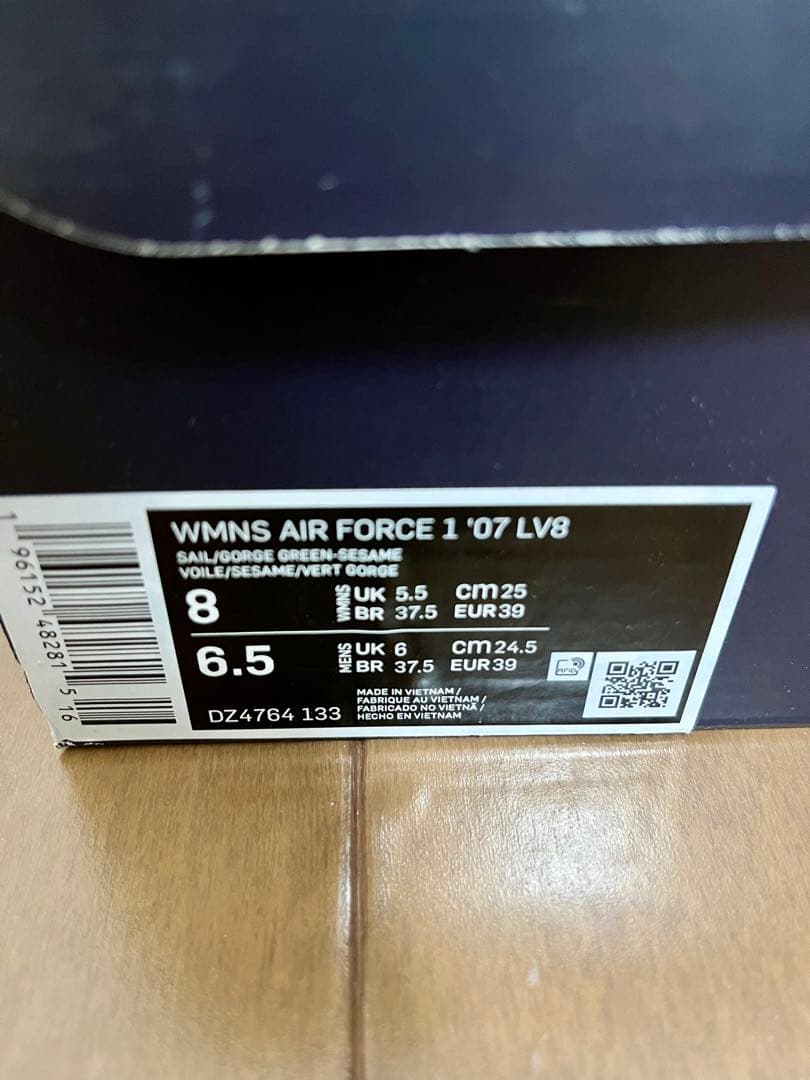 WMNS AIR FORCE 1 '07 LV8
SAIL/GORGE GREEN-SESAME
VOILE/SESAME/VERT GORGE
8 WMNS UK 5.5 cm 25
BR 37.5 EUR 39
6.5 MENS UK 6 cm 24.5
BR 37.5 EUR 39
RFID
DZ4764 133
MADE IN VIETNAM /
FABRIQUE AU VIETNAM /
FABRICADO NO VIETNÃ /
HECHO EN VIETNAM
1 96152 48281 5 16